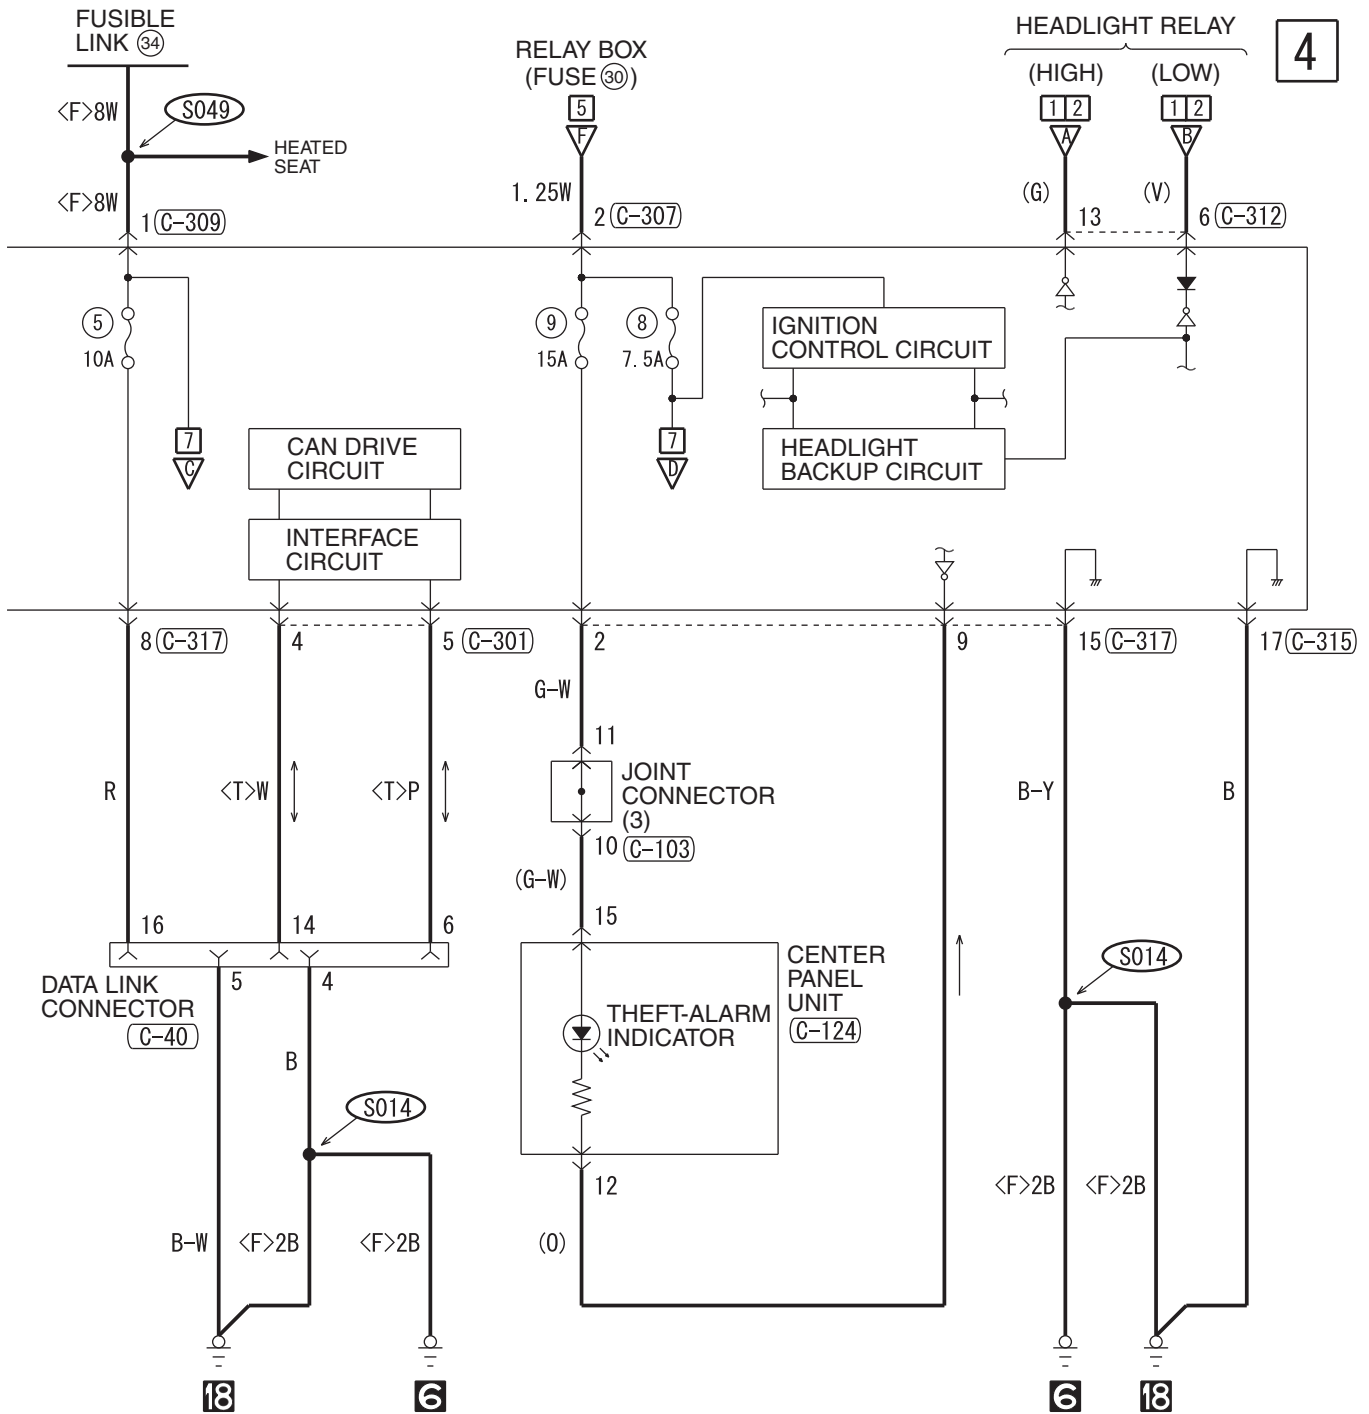 FUSIBLE
LINK 34
RELAY BOX
(FUSE 30)
HEADLIGHT RELAY
(HIGH)
(LOW)
4
<F>8W
S049
HEATED
SEAT
<F>8W
1 (C-309)
5
F
1.25W
2 (C-307)
1 2
A
(G)
13
1 2
B
(V)
6 (C-312)
5
10A
7
C
9
15A
8
7.5A
7
D
IGNITION
CONTROL CIRCUIT
HEADLIGHT
BACKUP CIRCUIT
CAN DRIVE
CIRCUIT
INTERFACE
CIRCUIT
8 (C-317)
4
5 (C-301)
2
9
15 (C-317)
17 (C-315)
G-W
11
JOINT
CONNECTOR
(3)
10 (C-103)
(G-W)
15
R
<T>W
<T>P
B-Y
B
16
14
6
5
4
DATA LINK
CONNECTOR
C-40
CENTER
PANEL
UNIT
C-124
THEFT-ALARM
INDICATOR
S014
B
S014
12
(O)
B-W
<F>2B
<F>2B
<F>2B
<F>2B
18
6
6
18